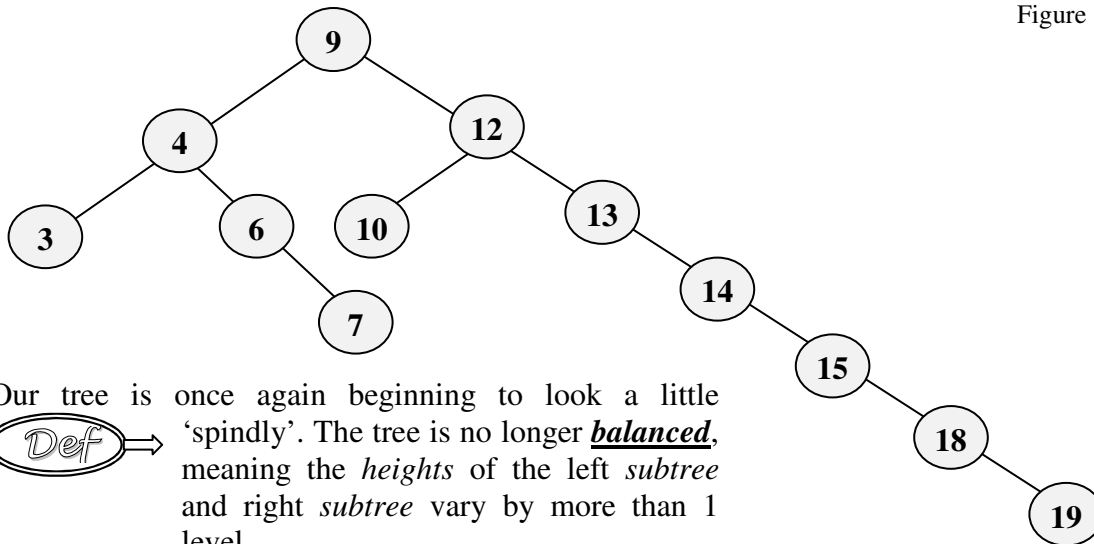 Figure
9
4
12
3
6
10
13
7
14
15
18
19
Our tree is once again beginning to look a little
Def
'spindly'. The tree is no longer balanced,
meaning the heights of the left subtree
and right subtree vary by more than 1
level